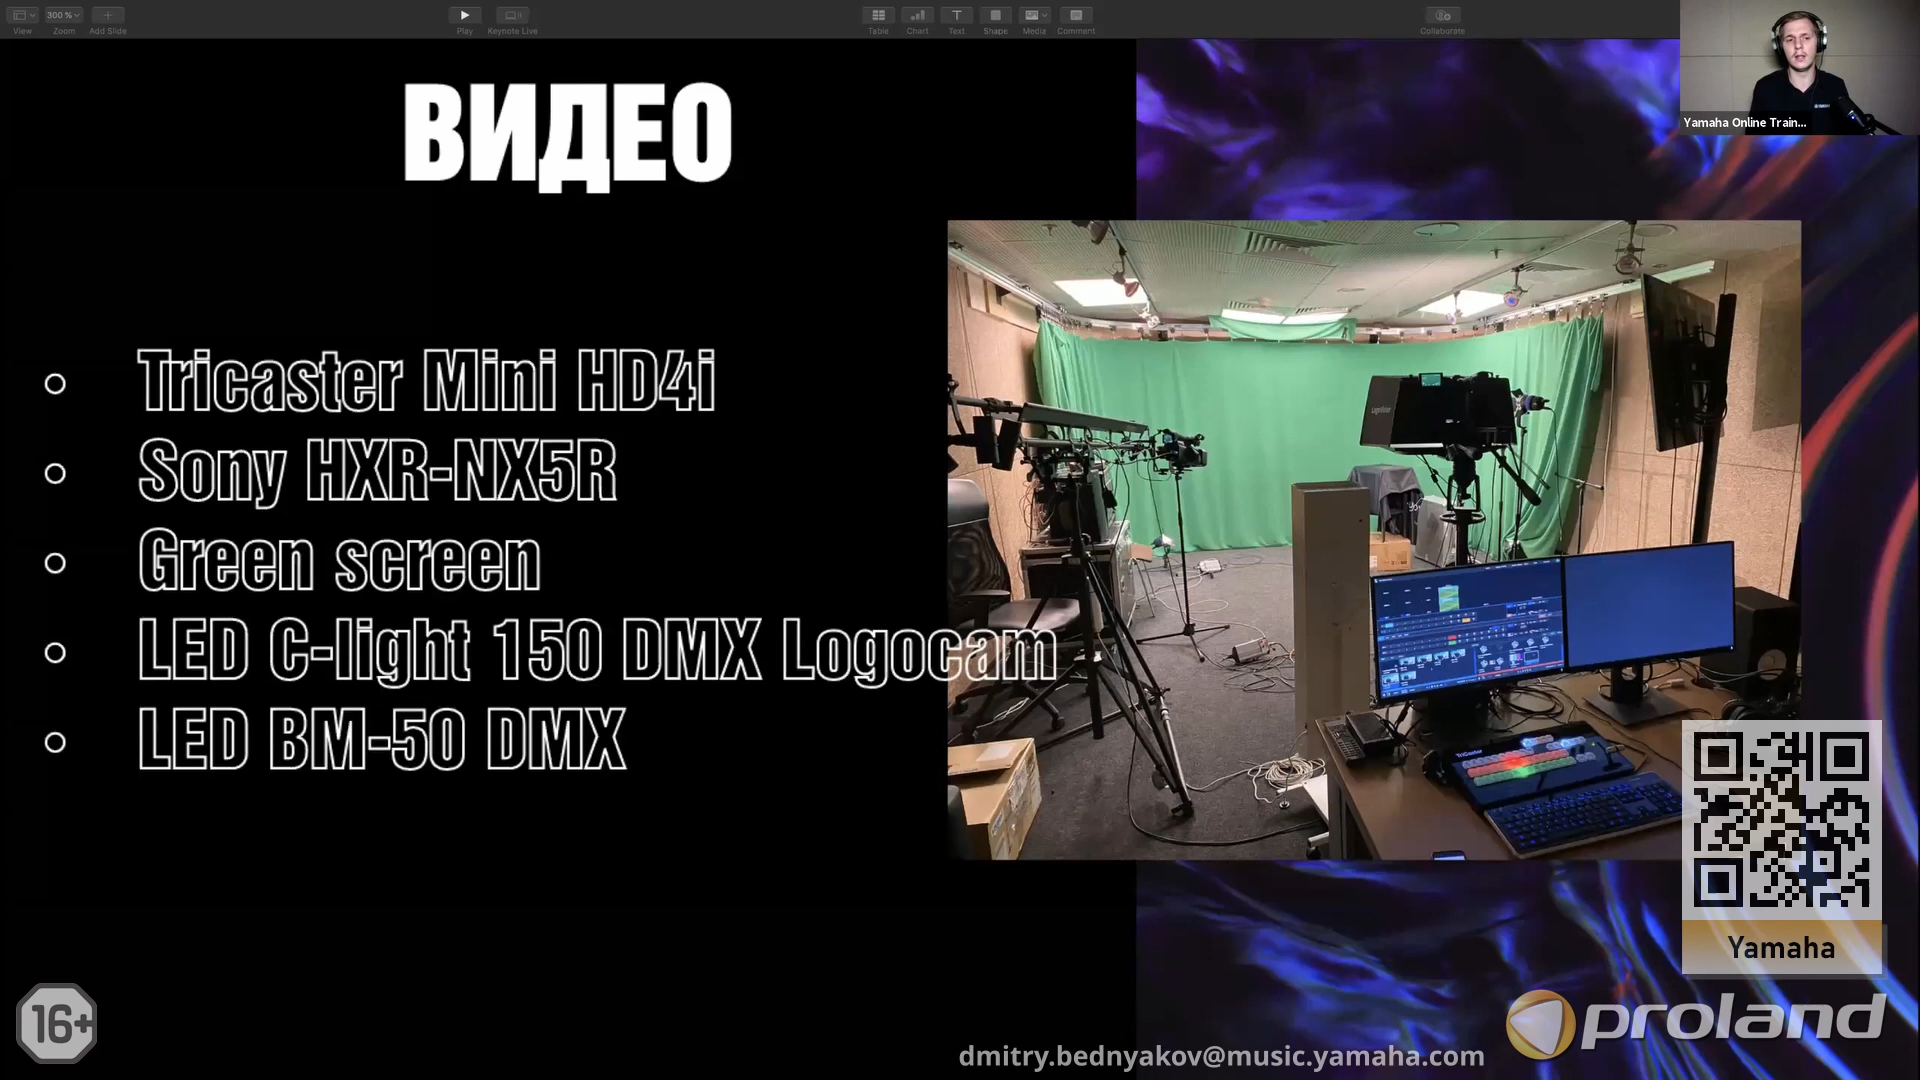 300 %
View
Zoom
Add Slide
Play
Keynote Live
Table
Chart
Text
Shape
Media
Comment
Collaborate
Yamaha Online Train...
ВИДЕО
Tricaster Mini HD4i
Sony HXR-NX5R
Green screen
LED C-light 150 DMX Logocam
LED BM-50 DMX
TriCaster
Yamaha
16+
proland
dmitry.bednyakov@music.yamaha.com